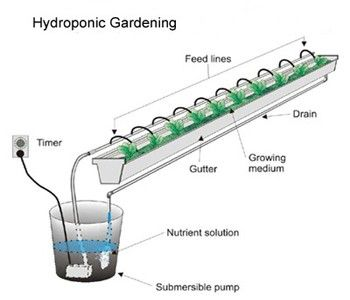 Hydroponic Gardening
Feed lines
Timer
Drain
Gutter
Growing
medium
Nutrient solution
Submersible pump